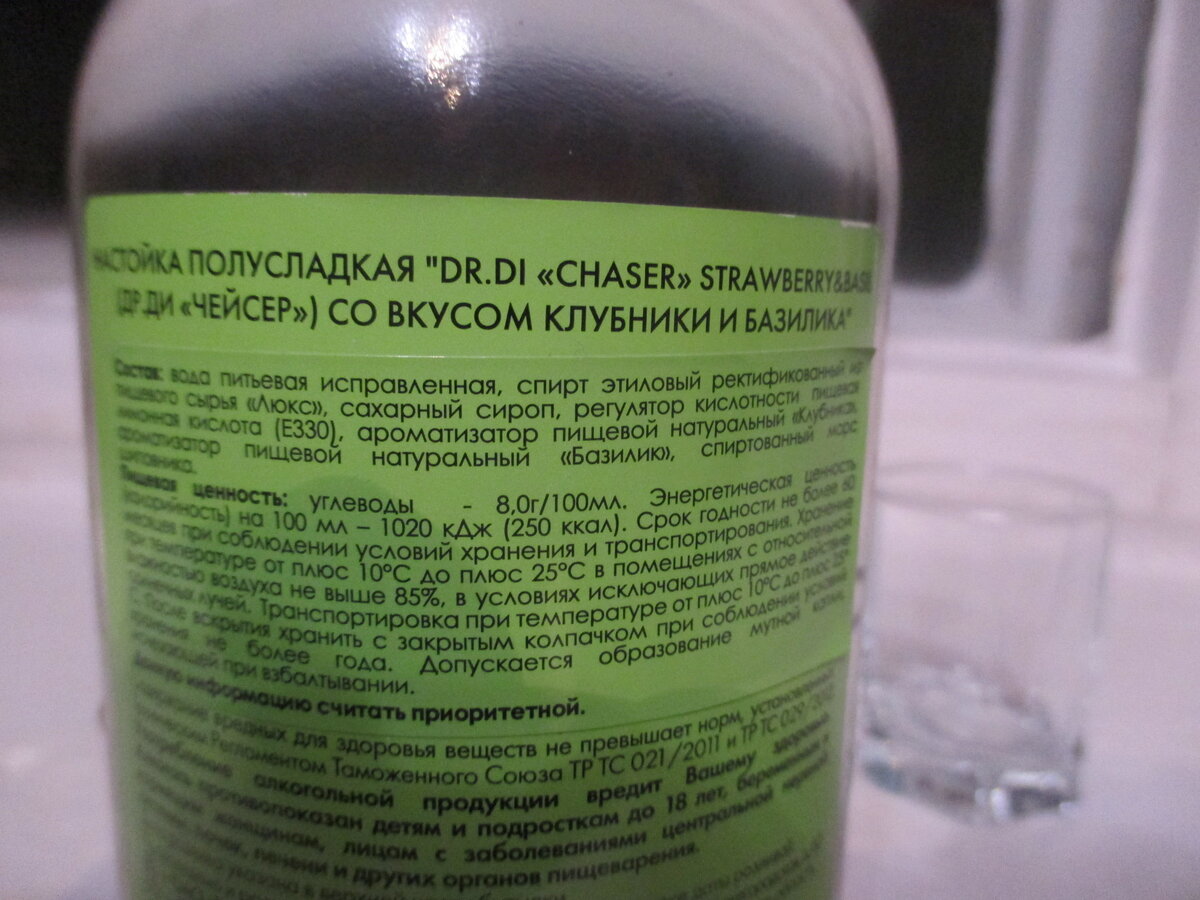 НАСТОЙКА ПОЛУСЛАДКАЯ "DR.DI «CHASER» STRAWBERRY&BASIL
(ДР.ДИ «ЧЕЙСЕР») СО ВКУСОМ КЛУБНИКИ И БАЗИЛИКА"
Состав: вода питьевая исправленная, спирт этиловый ректификованный из
пищевого сырья «Люкс», сахарный сироп, регулятор кислотности пищевая
лимонная кислота (Е330), ароматизатор пищевой натуральный «Клубника»,
ароматизатор пищевой натуральный «Базилик», спиртованный морс
шиповника.
Пищевая ценность: углеводы - 8,0г/100мл. Энергетическая ценность
(калорийность) на 100 мл – 1020 кДж (250 ккал). Срок годности не более 60
месяцев при соблюдении условий хранения и транспортирования. Хранение
при температуре от плюс 10°С до плюс 25°С в помещениях с относительной
влажностью воздуха не выше 85%, в условиях исключающих прямое действие
солнечных лучей. Транспортировка при температуре от плюс 10°С до плюс 25°
С. После вскрытия хранить с закрытым колпачком при соблюдении условий
хранения не более года. Допускается образование мутной
при взбалтывании.
Данную информацию считать приоритетной.
вредных для здоровья веществ не превышает норм,
Регламентом Таможенного Союза ТР ТС 021/2011 и ТР ТС 029/2012.
алкогольной продукции вредит Вашему здоровью.
противопоказан детям и подросткам до 18 лет, беременным и
женщинам, лицам с заболеваниями центральной нервной
печени и других органов пищеварения.
указана в